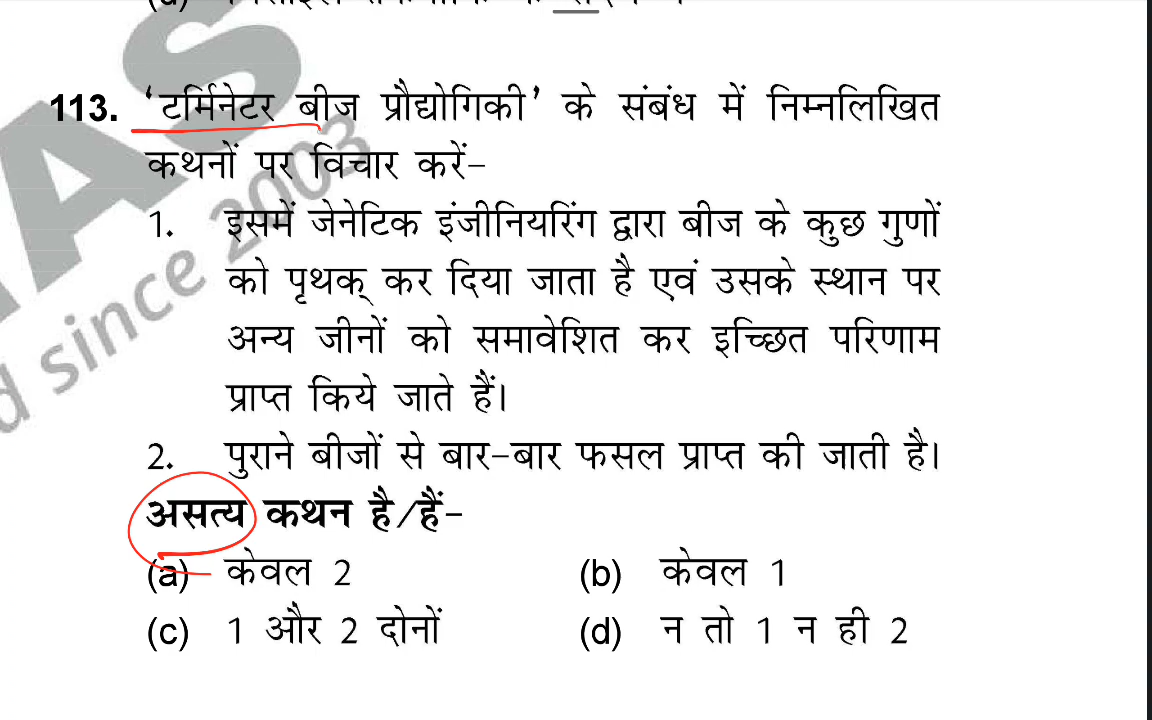 113. ‘टर्मिनेटर बीज प्रौद्योगिकी’ के संबंध में निम्नलिखित
कथनों पर विचार करें–
1. इसमें जेनेटिक इंजीनियरिंग द्वारा बीज के कुछ गुणों
को पृथक् कर दिया जाता है एवं उसके स्थान पर
अन्य जीनों को समावेशित कर इच्छित परिणाम
प्राप्त किये जाते हैं।
2. पुराने बीजों से बार-बार फसल प्राप्त की जाती है।
असत्य कथन है/हैं–
(a) केवल 2 (b) केवल 1
(c) 1 और 2 दोनों (d) न तो 1 न ही 2
since 2003